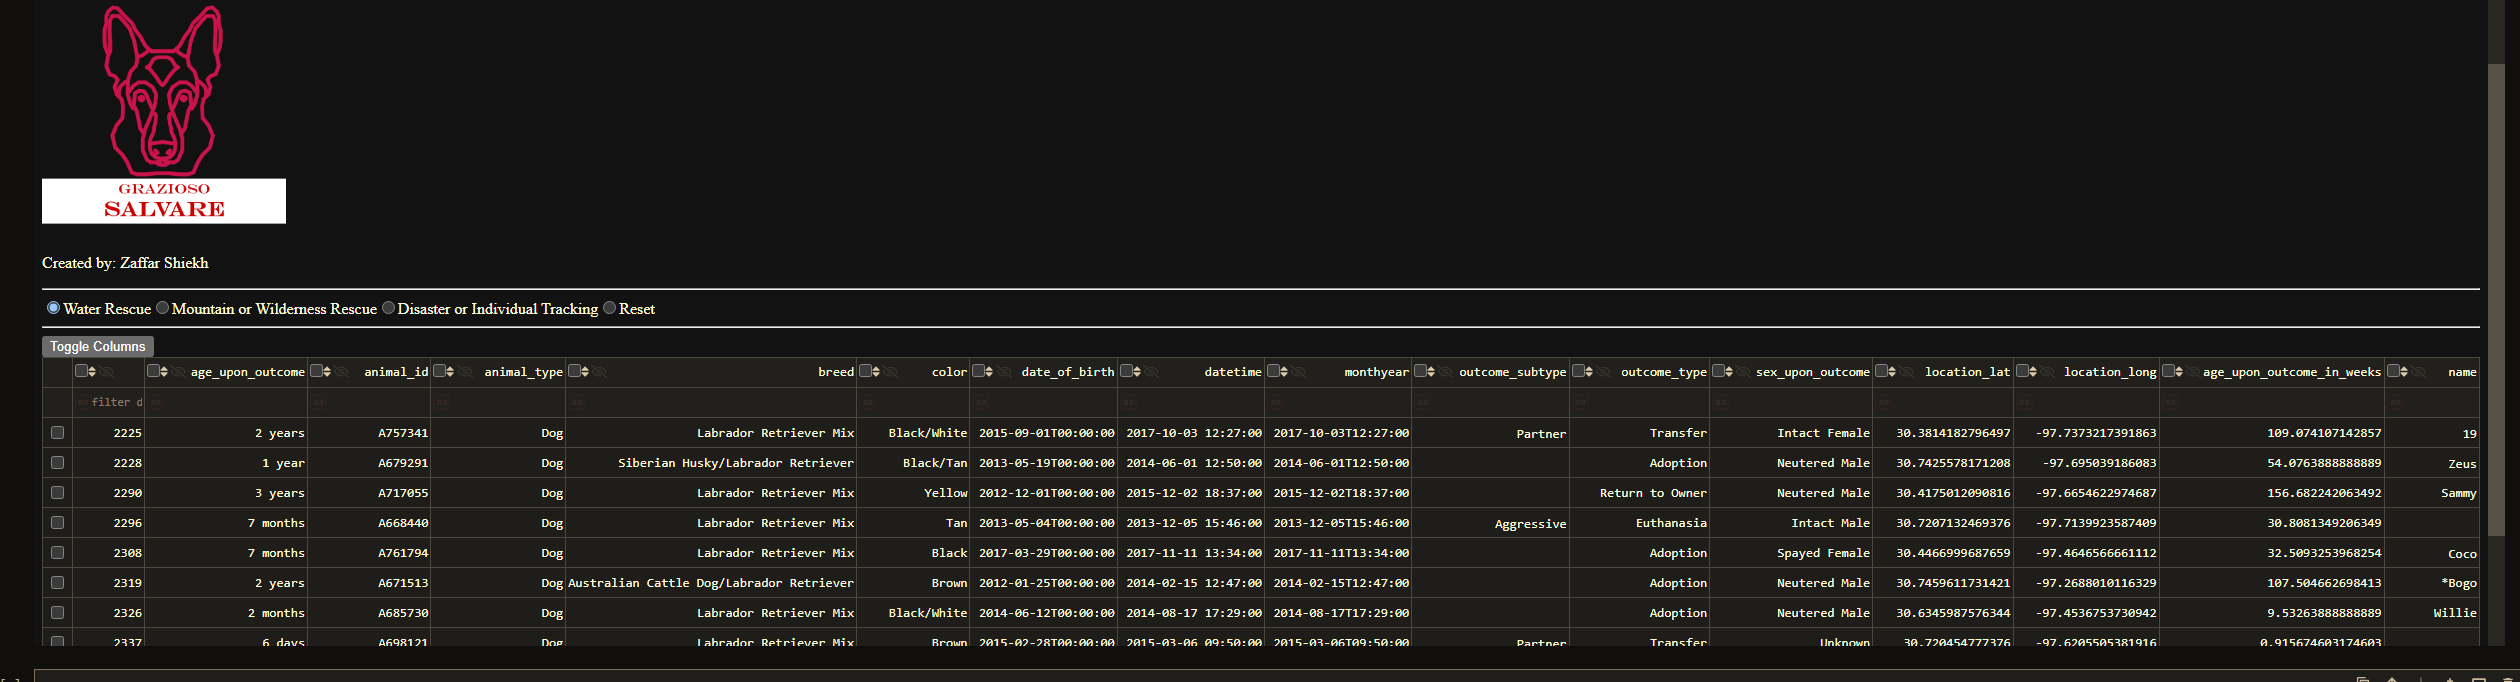 GRAZIOSO
SALVARE
Created by: Zaffar Shiekh
Water Rescue Mountain or Wilderness Rescue Disaster or Individual Tracking Reset
Toggle Columns
age_upon_outcome animal_id animal_type breed color date_of_birth datetime monthyear outcome_subtype outcome_type sex_upon_outcome location_lat location_long age_upon_outcome_in_weeks name
filter d
2225 2 years A757341 Dog Labrador Retriever Mix Black/White 2015-09-01T00:00:00 2017-10-03 12:27:00 2017-10-03T12:27:00 Partner Transfer Intact Female 30.3814182796497 -97.7373217391863 109.074107142857 19
2228 1 year A679291 Dog Siberian Husky/Labrador Retriever Black/Tan 2013-05-19T00:00:00 2014-06-01 12:50:00 2014-06-01T12:50:00 Adoption Neutered Male 30.7425578171208 -97.695039186083 54.0763888888889 Zeus
2290 3 years A717055 Dog Labrador Retriever Mix Yellow 2012-12-01T00:00:00 2015-12-02 18:37:00 2015-12-02T18:37:00 Return to Owner Neutered Male 30.4175012090816 -97.6654622974687 156.682242063492 Sammy
2296 7 months A668440 Dog Labrador Retriever Mix Tan 2013-05-04T00:00:00 2013-12-05 15:46:00 2013-12-05T15:46:00 Aggressive Euthanasia Intact Male 30.7207132469376 -97.7139923587409 30.8081349206349
2308 7 months A761794 Dog Labrador Retriever Mix Black 2017-03-29T00:00:00 2017-11-11 13:34:00 2017-11-11T13:34:00 Adoption Spayed Female 30.4466999687659 -97.4646566661112 32.5093253968254 Coco
2319 2 years A671513 Dog Australian Cattle Dog/Labrador Retriever Brown 2012-01-25T00:00:00 2014-02-15 12:47:00 2014-02-15T12:47:00 Adoption Neutered Male 30.7459611731421 -97.2688010116329 107.504662698413 *Bogo
2326 2 months A685730 Dog Labrador Retriever Mix Black/White 2014-06-12T00:00:00 2014-08-17 17:29:00 2014-08-17T17:29:00 Adoption Neutered Male 30.6345987576344 -97.4536753730942 9.53263888888889 Willie
2337 6 days A698121 Dog Labrador Retriever Mix Brown 2015-02-28T00:00:00 2015-03-06 09:50:00 2015-03-06T09:50:00 Partner Transfer Unknown 30.720454777376 -97.6205505381916 0.915674603174603